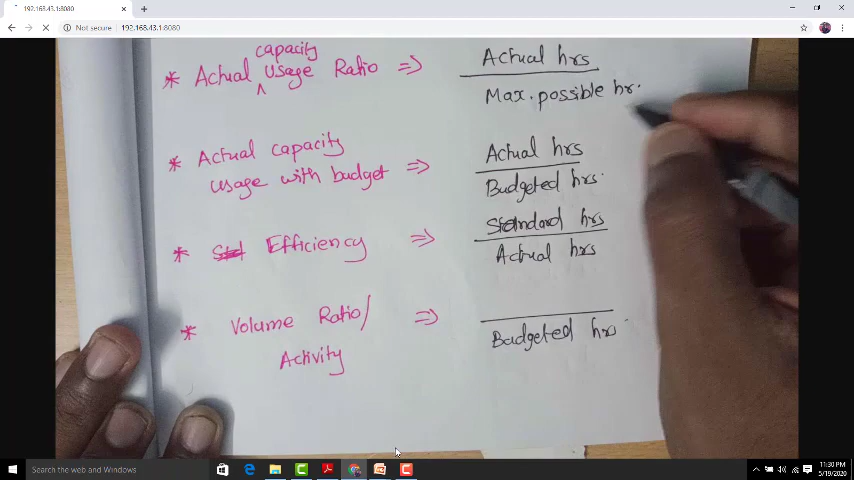 192.168.43.1:8080
Not secure 192.168.43.1:8080
* Actual capacity Usage Ratio ⇒ Actual hrs
Max. possible hr.
* Actual capacity usage with budget ⇒ Actual hrs
Budgeted hrs.
* Efficiency ⇒ Standard hrs
Actual hrs
* Volume Ratio/ Activity ⇒
Budgeted hrs
Search the web and Windows
11:30 PM
5/19/2020